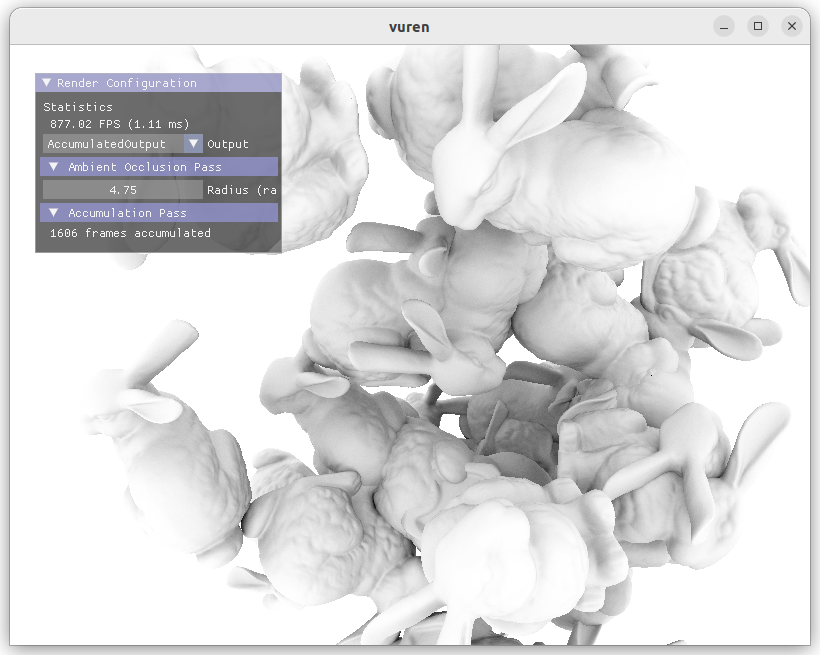 vuren
Render Configuration
Statistics
877.02 FPS (1.11 ms)
AccumulatedOutput Output
Ambient Occlusion Pass
4.75 Radius (ra
Accumulation Pass
1606 frames accumulated